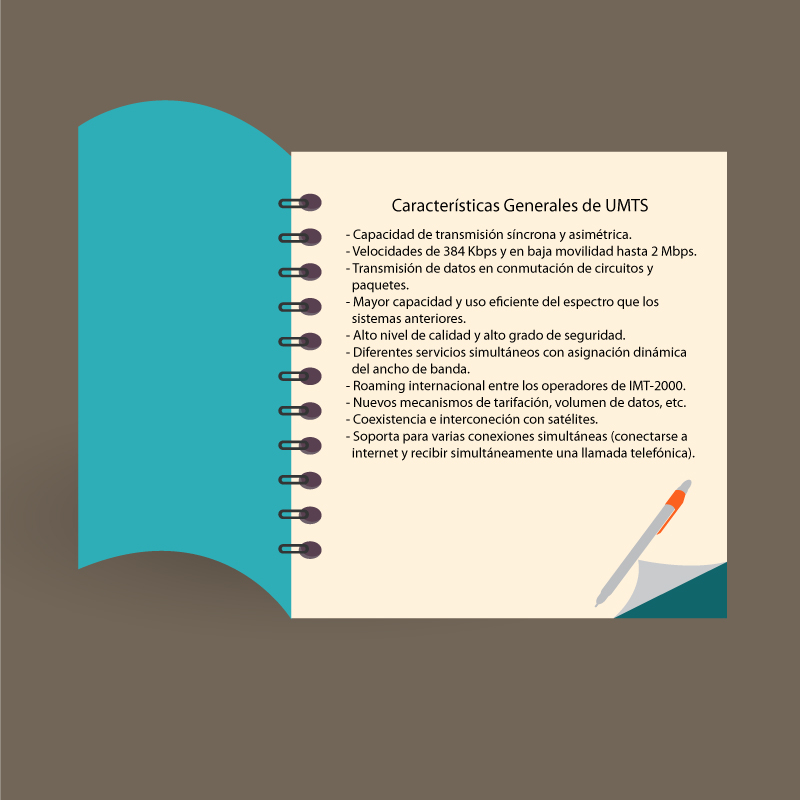 Características Generales de UMTS
- Capacidad de transmisión síncrona y asimétrica.
- Velocidades de 384 Kbps y en baja movilidad hasta 2 Mbps.
- Transmisión de datos en conmutación de circuitos y
paquetes.
- Mayor capacidad y uso eficiente del espectro que los
sistemas anteriores.
- Alto nivel de calidad y alto grado de seguridad.
- Diferentes servicios simultáneos con asignación dinámica
del ancho de banda.
- Roaming internacional entre los operadores de IMT-2000.
- Nuevos mecanismos de tarifación, volumen de datos, etc.
- Coexistencia e interconeción con satélites.
- Soporta para varias conexiones simultáneas (conectarse a
internet y recibir simultáneamente una llamada telefónica).